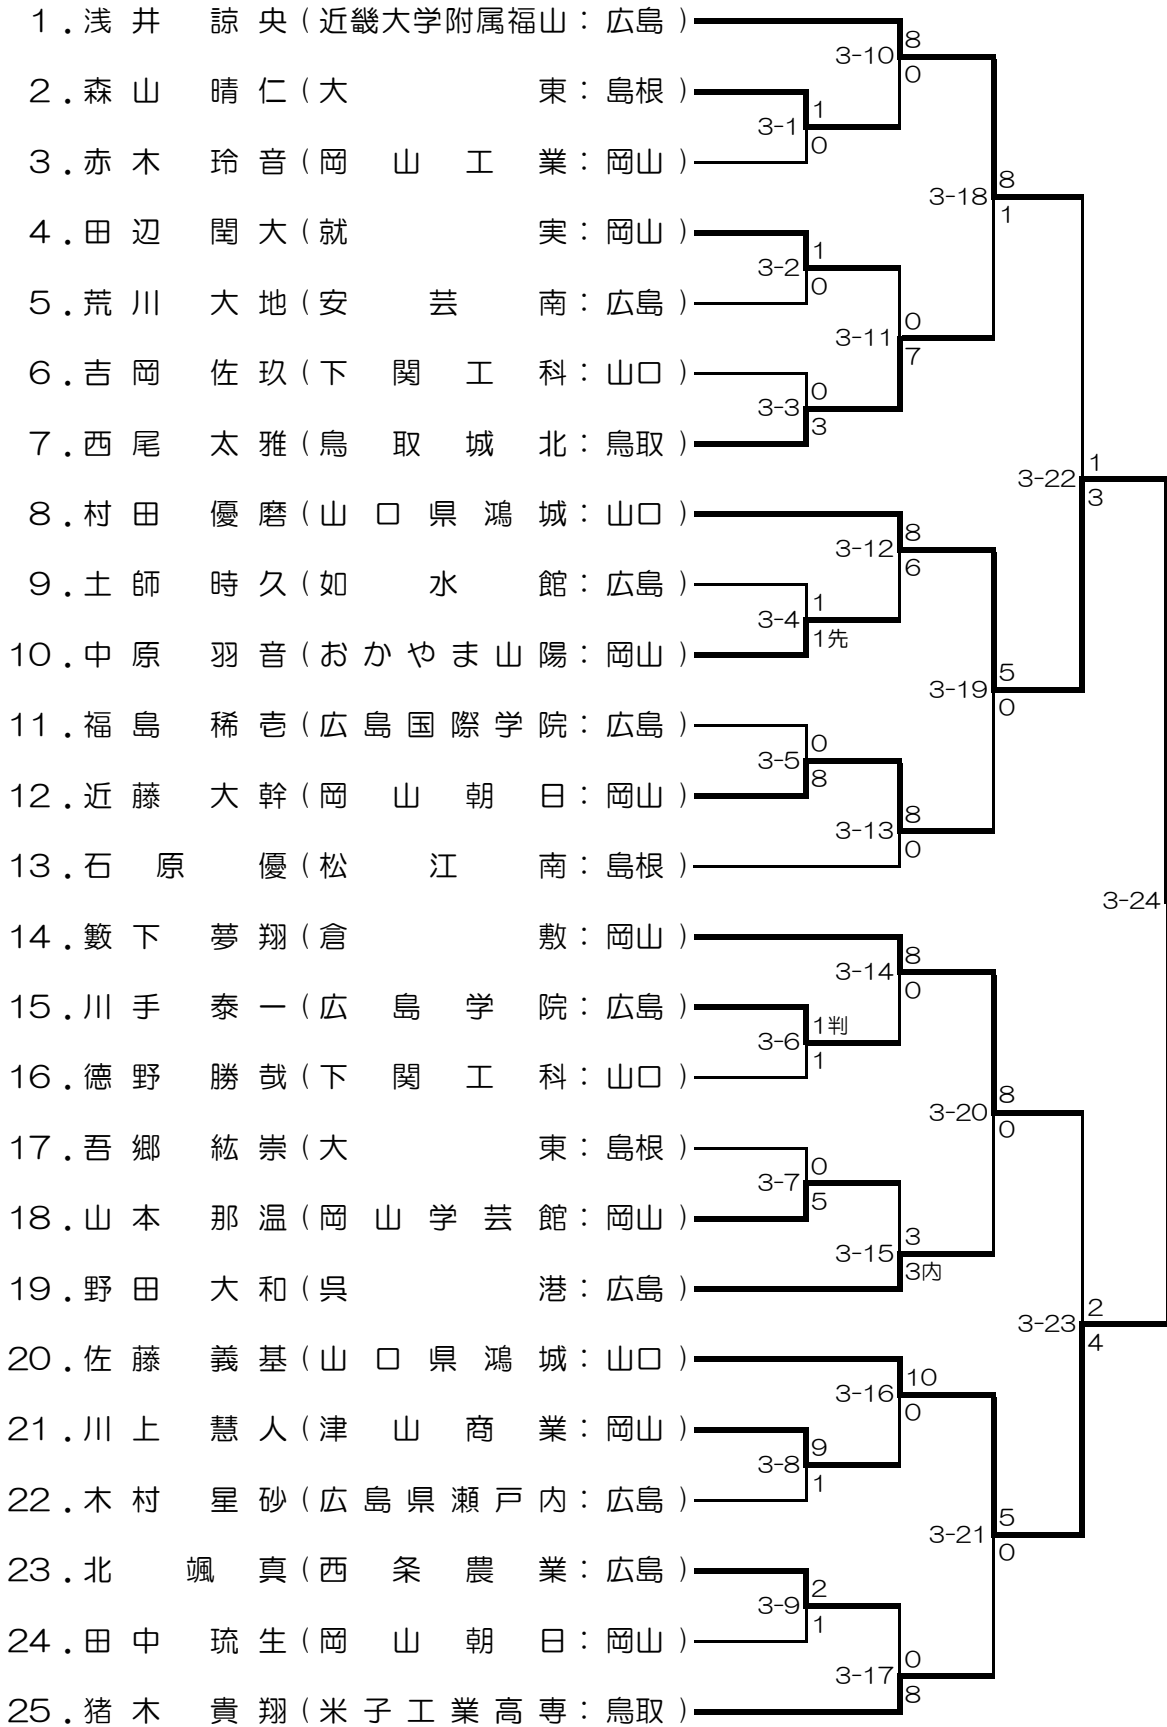 1.浅井 諒央(近畿大学附属福山：広島)
8
3-10
0
2.森山 晴仁(大東：島根)
1
3-1
0
3.赤木 玲音(岡山工業：岡山)
8
3-18
1
4.田辺 閏大(就実：岡山)
1
3-2
0
5.荒川 大地(安芸南：広島)
0
3-11
7
6.吉岡 佐玖(下関工科：山口)
0
3-3
3
7.西尾 太雅(鳥取城北：鳥取)
1
3-22
3
8.村田 優磨(山口県鴻城：山口)
8
3-12
6
9.土師 時久(如水館：広島)
1
3-4
1先
10.中原 羽音(おかやま山陽：岡山)
5
3-19
0
11.福島 稀壱(広島国際学院：広島)
0
3-5
8
12.近藤 大幹(岡山朝日：岡山)
8
3-13
0
13.石原 優(松江南：島根)
3-24
14.籔下 夢翔(倉敷：岡山)
8
3-14
0
15.川手 泰一(広島学院：広島)
1判
3-6
1
16.德野 勝哉(下関工科：山口)
8
3-20
0
17.吾郷 紘崇(大東：島根)
0
3-7
5
18.山本 那温(岡山学芸館：岡山)
3
3-15
3内
19.野田 大和(呉港：広島)
2
3-23
4
20.佐藤 義基(山口県鴻城：山口)
10
3-16
0
21.川上 慧人(津山商業：岡山)
9
3-8
1
22.木村 星砂(広島県瀬戸内：広島)
5
3-21
0
23.北 颯真(西条農業：広島)
2
3-9
1
24.田中 琉生(岡山朝日：岡山)
0
3-17
8
25.猪木 貴翔(米子工業高専：鳥取)